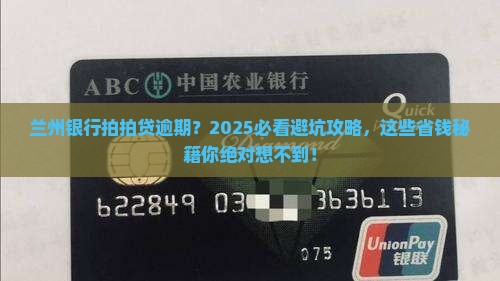 ABC 中国农业银行
Quick
兰州银行拍拍贷逾期？2025必看避坑攻略，这些省钱秘
籍你绝对想不到！
622849 03 3636173
075
UnionPay
银联